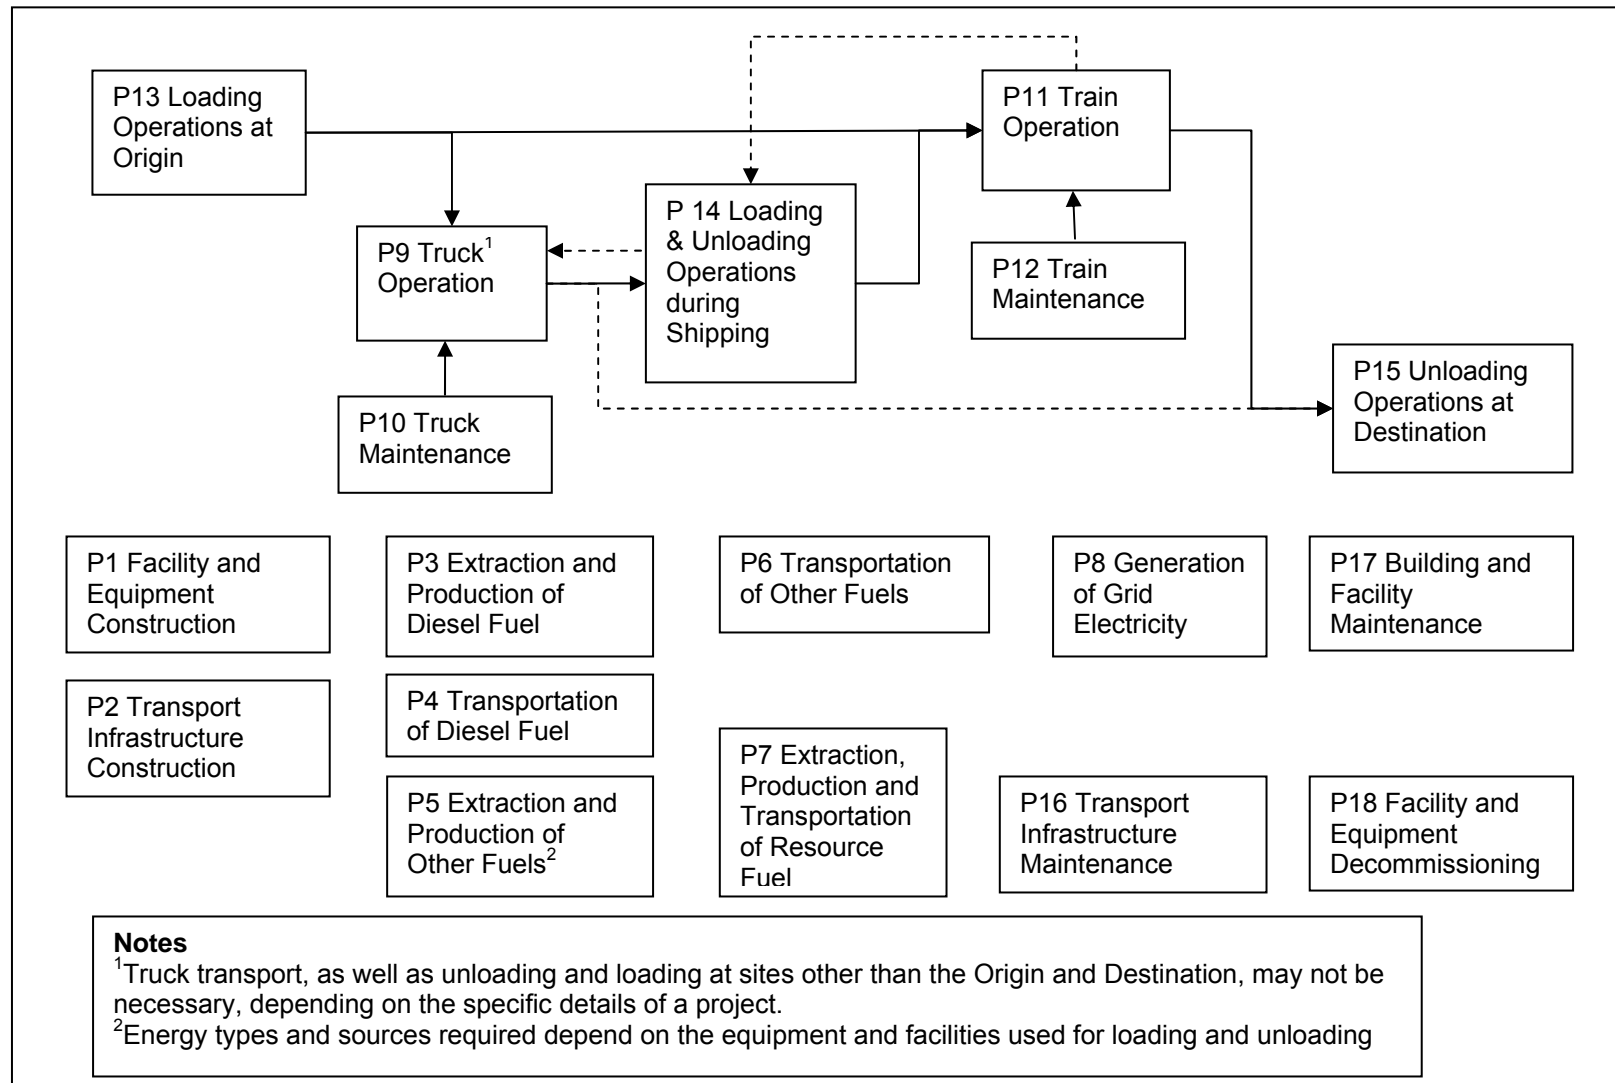 P13 Loading
Operations at
Origin
P11 Train
Operation
P 14 Loading
& Unloading
Operations
during
Shipping
P9 Truck¹
Operation
P12 Train
Maintenance
P15 Unloading
Operations at
Destination
P10 Truck
Maintenance
P1 Facility and
Equipment
Construction
P3 Extraction and
Production of
Diesel Fuel
P6 Transportation
of Other Fuels
P8 Generation
of Grid
Electricity
P17 Building and
Facility
Maintenance
P2 Transport
Infrastructure
Construction
P4 Transportation
of Diesel Fuel
P5 Extraction and
Production of
Other Fuels²
P7 Extraction,
Production and
Transportation
of Resource
Fuel
P16 Transport
Infrastructure
Maintenance
P18 Facility and
Equipment
Decommissioning
Notes
¹Truck transport, as well as unloading and loading at sites other than the Origin and Destination, may not be
necessary, depending on the specific details of a project.
²Energy types and sources required depend on the equipment and facilities used for loading and unloading